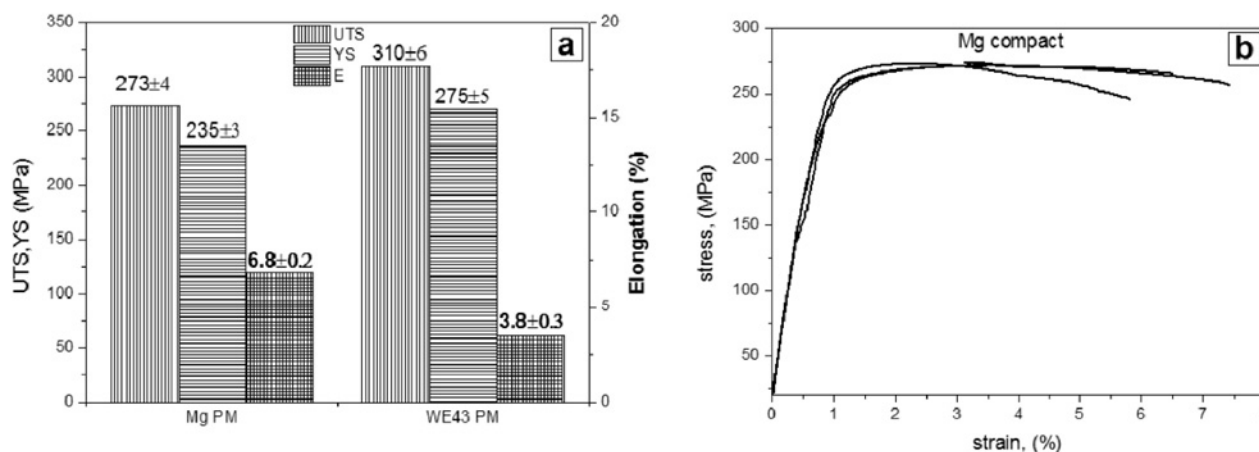 350
300
250
200
150
100
50
0
UTS,YS (MPa)
UTS
YS
E
a
273±4
235±3
6.8±0.2
310±6
275±5
3.8±0.3
Mg PM
WE43 PM
20
15
10
5
0
Elongation (%)
Mg compact
b
300
250
200
150
100
50
stress, (MPa)
0
1
2
3
4
5
6
7
strain, (%)